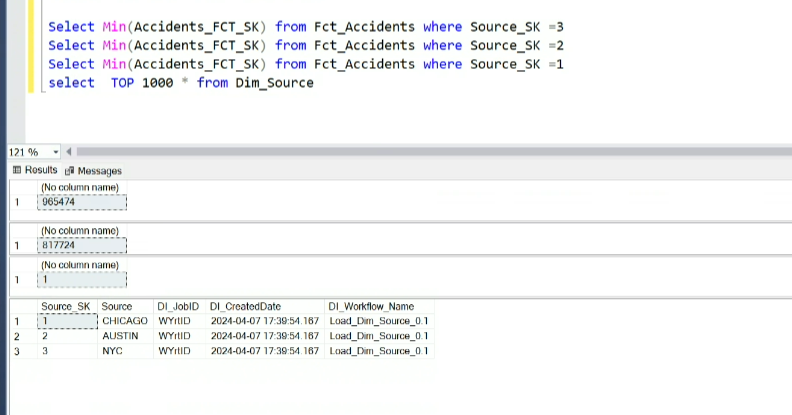 Select Min(Accidents_FCT_SK) from Fct_Accidents where Source_SK =3
Select Min(Accidents_FCT_SK) from Fct_Accidents where Source_SK =2
Select Min(Accidents_FCT_SK) from Fct_Accidents where Source_SK =1
select TOP 1000 * from Dim_Source
121 %
Results Messages
(No column name)
1 965474
(No column name)
1 817724
(No column name)
1 1
Source_SK Source DI_JobID DI_CreatedDate DI_Workflow_Name
1 1 CHICAGO WYrtID 2024-04-07 17:39:54.167 Load_Dim_Source_0.1
2 2 AUSTIN WYrtID 2024-04-07 17:39:54.167 Load_Dim_Source_0.1
3 3 NYC WYrtID 2024-04-07 17:39:54.167 Load_Dim_Source_0.1